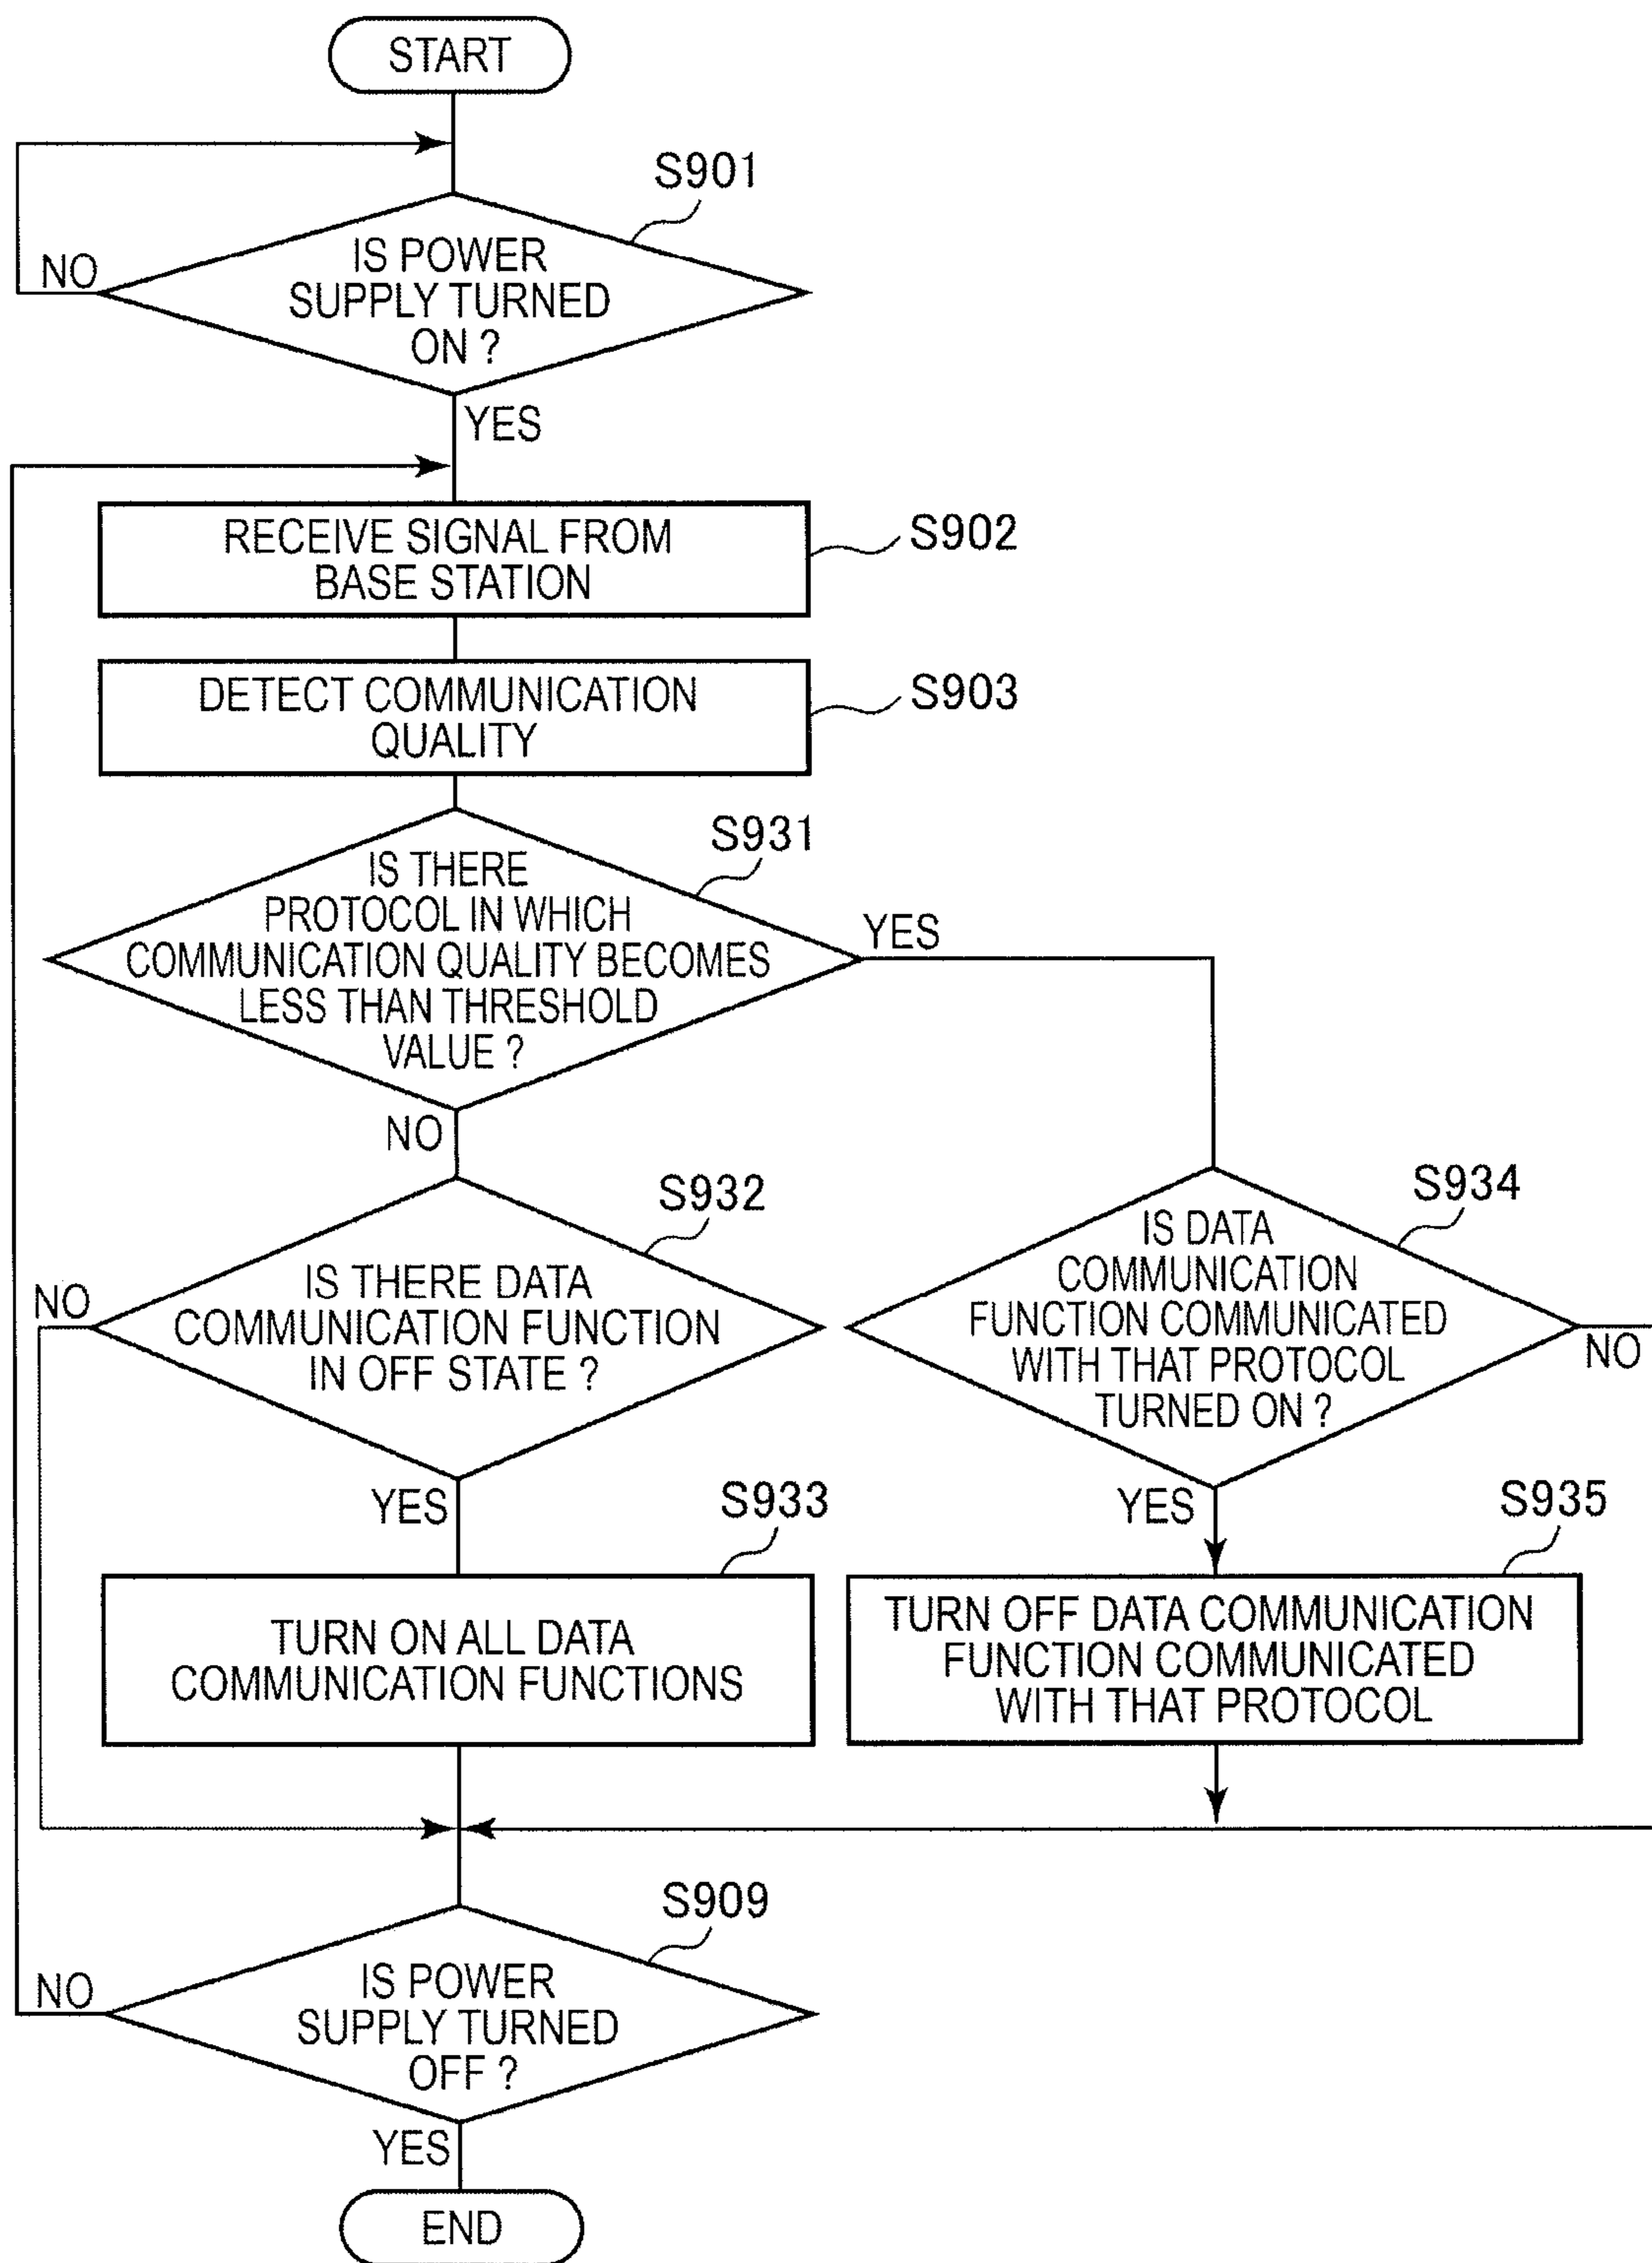 START
S901
IS POWER
SUPPLY TURNED
ON ?
NO
YES
RECEIVE SIGNAL FROM
BASE STATION
S902
DETECT COMMUNICATION
QUALITY
S903
S931
IS THERE
PROTOCOL IN WHICH
COMMUNICATION QUALITY BECOMES
LESS THAN THRESHOLD
VALUE ?
YES
NO
S932
IS THERE DATA
COMMUNICATION FUNCTION
IN OFF STATE ?
NO
YES
S934
IS DATA
COMMUNICATION
FUNCTION COMMUNICATED
WITH THAT PROTOCOL
TURNED ON ?
NO
YES
S933
TURN ON ALL DATA
COMMUNICATION FUNCTIONS
S935
TURN OFF DATA COMMUNICATION
FUNCTION COMMUNICATED
WITH THAT PROTOCOL
S909
IS POWER
SUPPLY TURNED
OFF ?
NO
YES
END